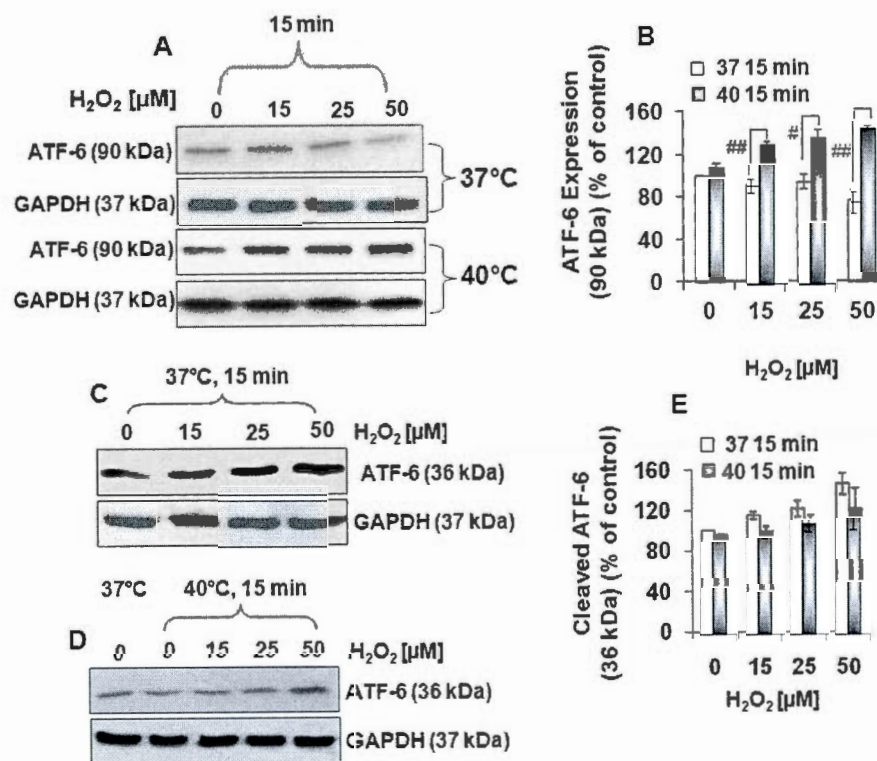 A
15 min
H2O2 [µM]
0 15 25 50
ATF-6 (90 kDa)
GAPDH (37 kDa)
37°C
ATF-6 (90 kDa)
GAPDH (37 kDa)
40°C
B
37 15 min
40 15 min
ATF-6 Expression
(90 kDa) (% of control)
160
120
80
40
0
## # ##
0 15 25 50
H2O2 [µM]
C
37°C, 15 min
0 15 25 50 H2O2 [µM]
ATF-6 (36 kDa)
GAPDH (37 kDa)
D
37°C 40°C, 15 min
0 0 15 25 50 H2O2 [µM]
ATF-6 (36 kDa)
GAPDH (37 kDa)
E
37 15 min
40 15 min
Cleaved ATF-6
(36 kDa) (% of control)
160
120
80
40
0
0 15 25 50
H2O2 [µM]